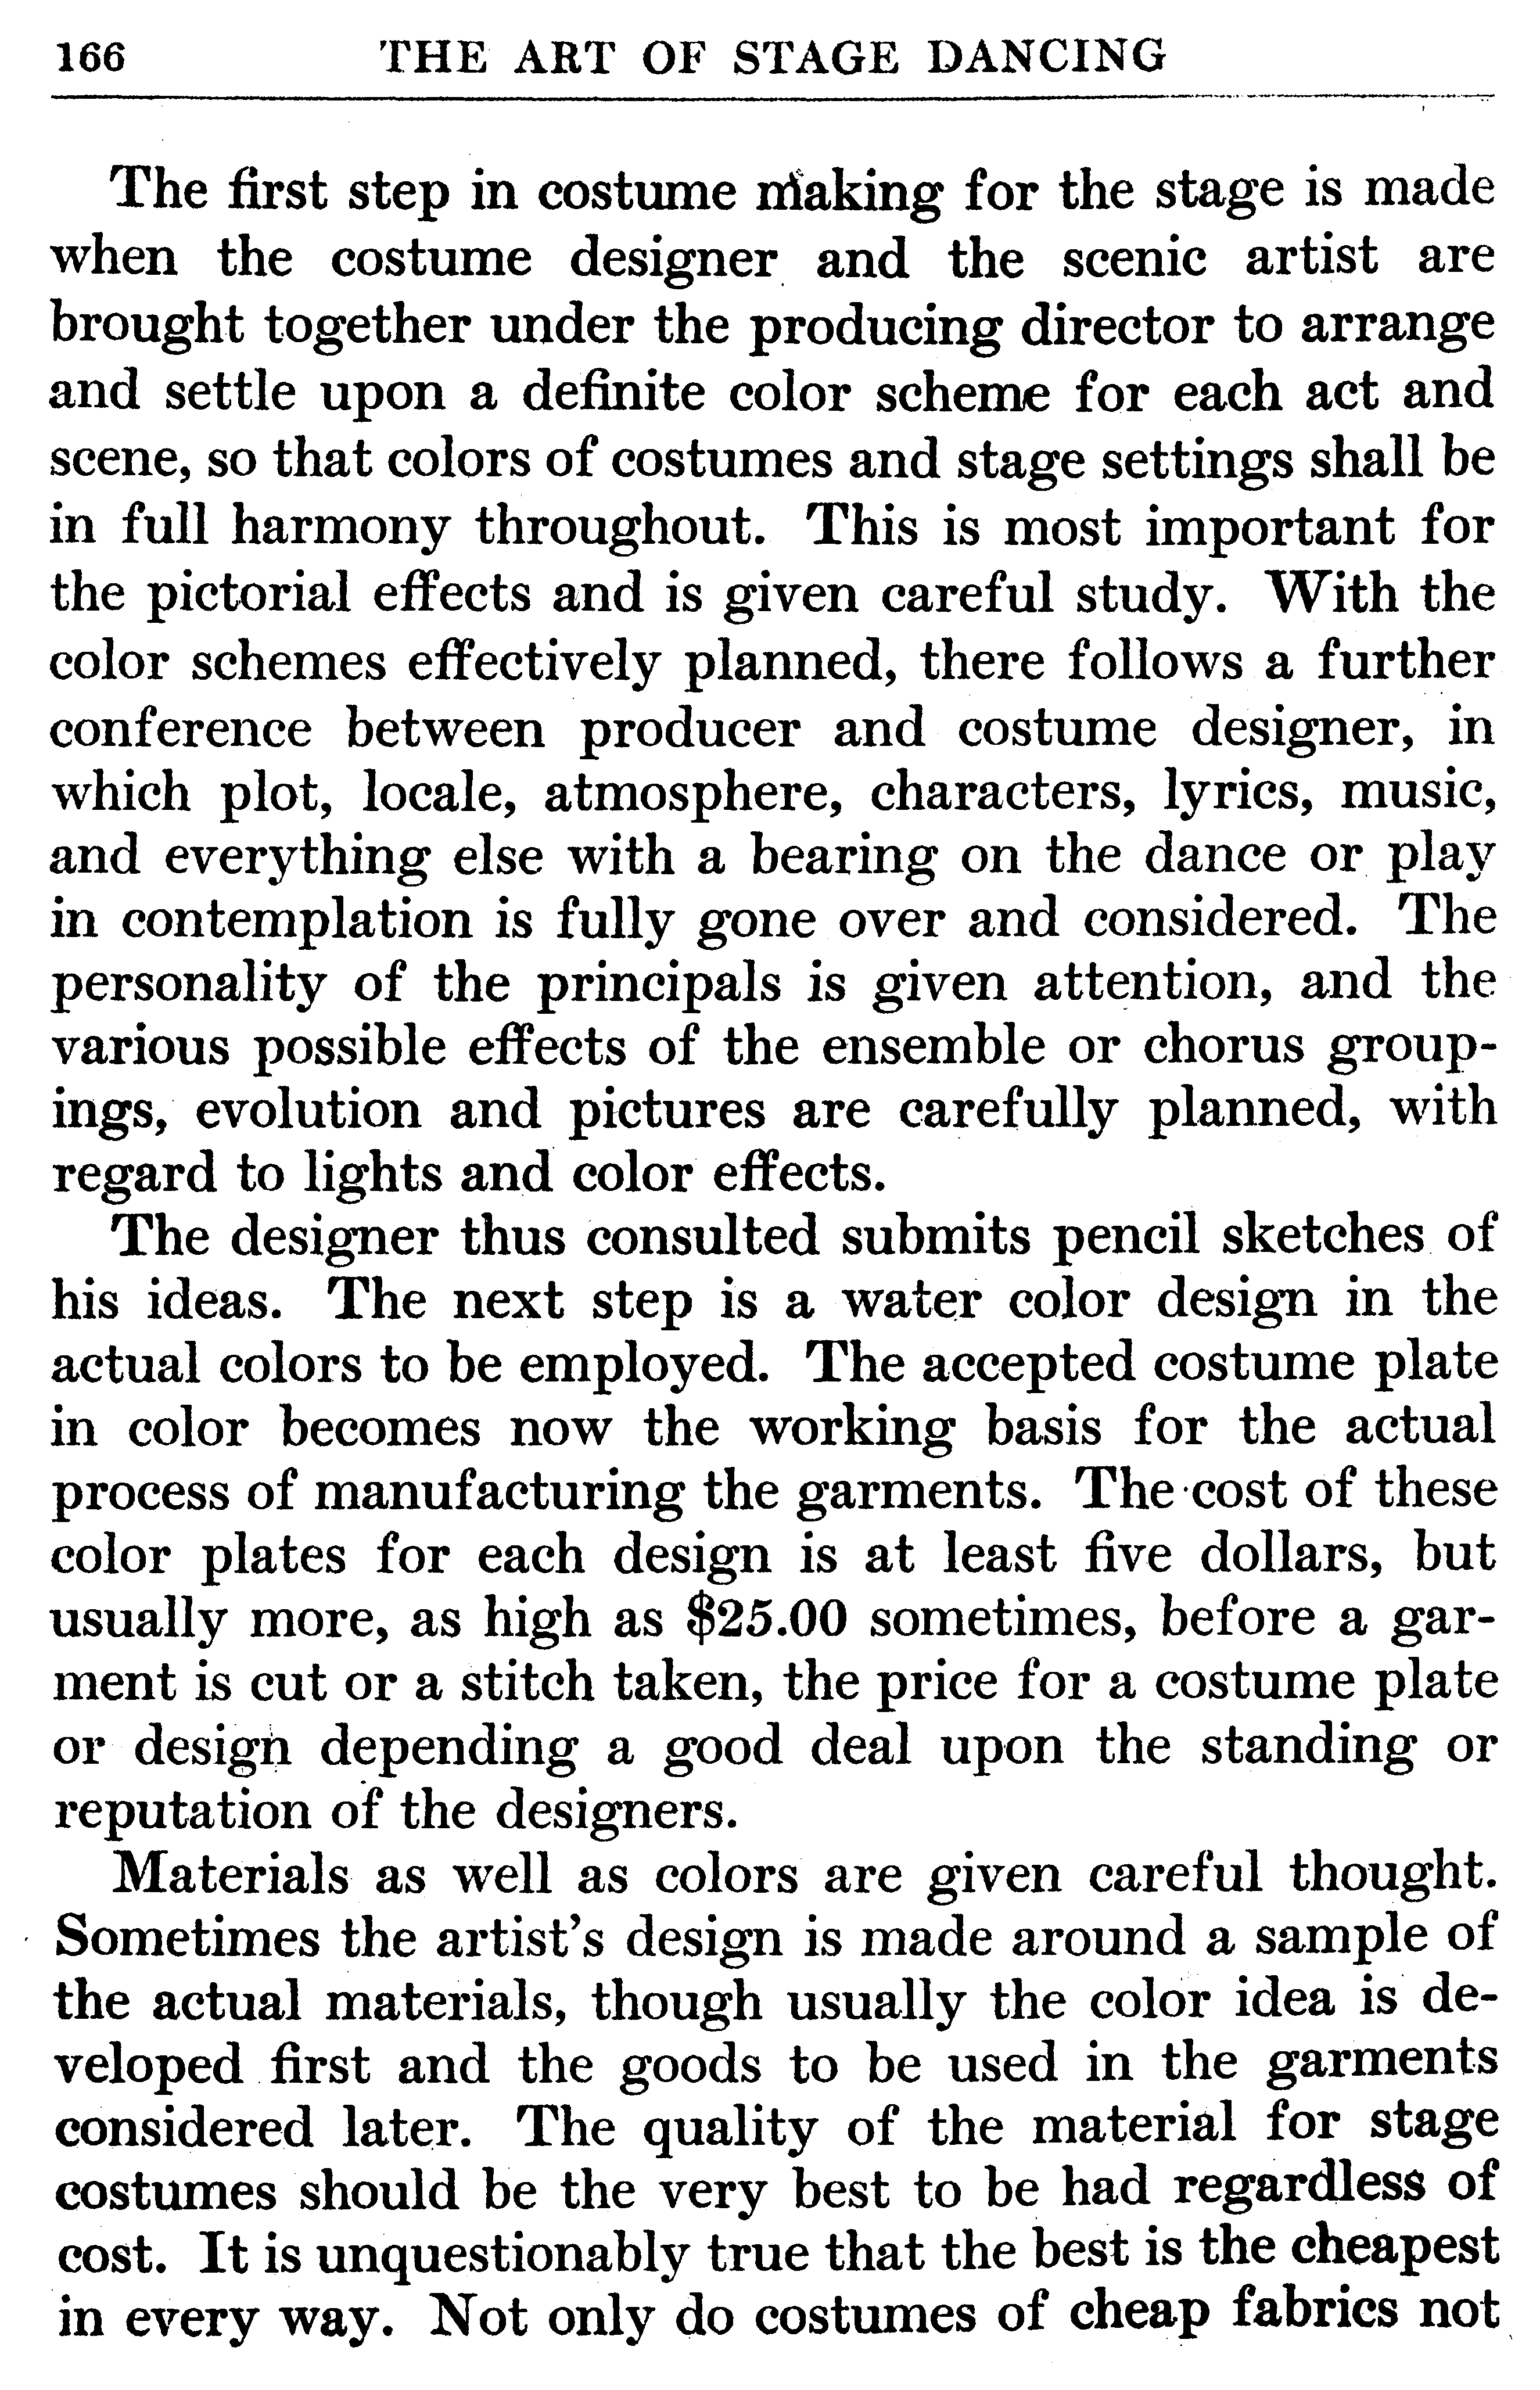 166 THE ART OF STAGE DANCING
The first step in costume making for the stage is made
when the costume designer and the scenic artist are
brought together under the producing director to arrange
and settle upon a definite color scheme for each act and
scene, so that colors of costumes and stage settings shall be
in full harmony throughout. This is most important for
the pictorial effects and is given careful study. With the
color schemes effectively planned, there follows a further
conference between producer and costume designer, in
which plot, locale, atmosphere, characters, lyrics, music,
and everything else with a bearing on the dance or play
in contemplation is fully gone over and considered. The
personality of the principals is given attention, and the
various possible effects of the ensemble or chorus group-
ings, evolution and pictures are carefully planned, with
regard to lights and color effects.
The designer thus consulted submits pencil sketches of
his ideas. The next step is a water color design in the
actual colors to be employed. The accepted costume plate
in color becomes now the working basis for the actual
process of manufacturing the garments. The cost of these
color plates for each design is at least five dollars, but
usually more, as high as $25.00 sometimes, before a gar-
ment is cut or a stitch taken, the price for a costume plate
or design depending a good deal upon the standing or
reputation of the designers.
Materials as well as colors are given careful thought.
Sometimes the artist's design is made around a sample of
the actual materials, though usually the color idea is de-
veloped first and the goods to be used in the garments
considered later. The quality of the material for stage
costumes should be the very best to be had regardless of
cost. It is unquestionably true that the best is the cheapest
in every way. Not only do costumes of cheap fabrics not